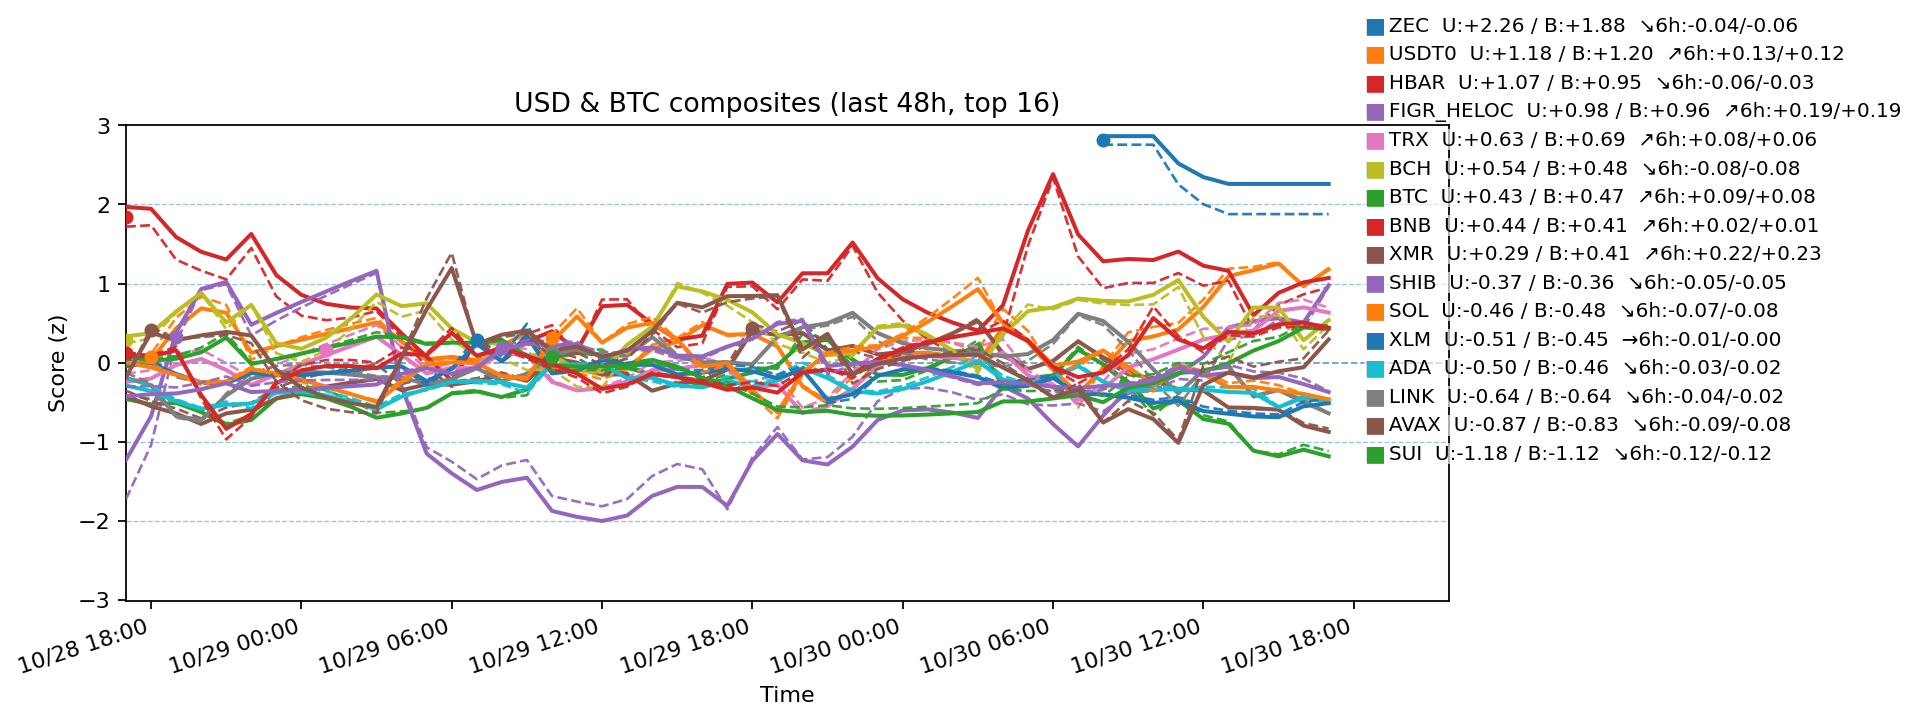 ZEC  U:+2.26 / B:+1.88  ↘6h:-0.04/-0.06
USDT0  U:+1.18 / B:+1.20  ↗6h:+0.13/+0.12
HBAR  U:+1.07 / B:+0.95  ↘6h:-0.06/-0.03
FIGR_HELOC  U:+0.98 / B:+0.96  ↗6h:+0.19/+0.19
TRX  U:+0.63 / B:+0.69  ↗6h:+0.08/+0.06
BCH  U:+0.54 / B:+0.48  ↘6h:-0.08/-0.08
BTC  U:+0.43 / B:+0.47  ↗6h:+0.09/+0.08
BNB  U:+0.44 / B:+0.41  ↗6h:+0.02/+0.01
XMR  U:+0.29 / B:+0.41  ↗6h:+0.22/+0.23
SHIB  U:-0.37 / B:-0.36  ↘6h:-0.05/-0.05
SOL  U:-0.46 / B:-0.48  ↘6h:-0.07/-0.08
XLM  U:-0.51 / B:-0.45  →6h:-0.01/-0.00
ADA  U:-0.50 / B:-0.46  ↘6h:-0.03/-0.02
LINK  U:-0.64 / B:-0.64  ↘6h:-0.04/-0.02
AVAX  U:-0.87 / B:-0.83  ↘6h:-0.09/-0.08
SUI  U:-1.18 / B:-1.12  ↘6h:-0.12/-0.12
USD & BTC composites (last 48h, top 16)
Score (z)
3
2
1
0
−1
−2
−3
10/28 18:00
10/29 00:00
10/29 06:00
10/29 12:00
10/29 18:00
10/30 00:00
10/30 06:00
10/30 12:00
10/30 18:00
Time